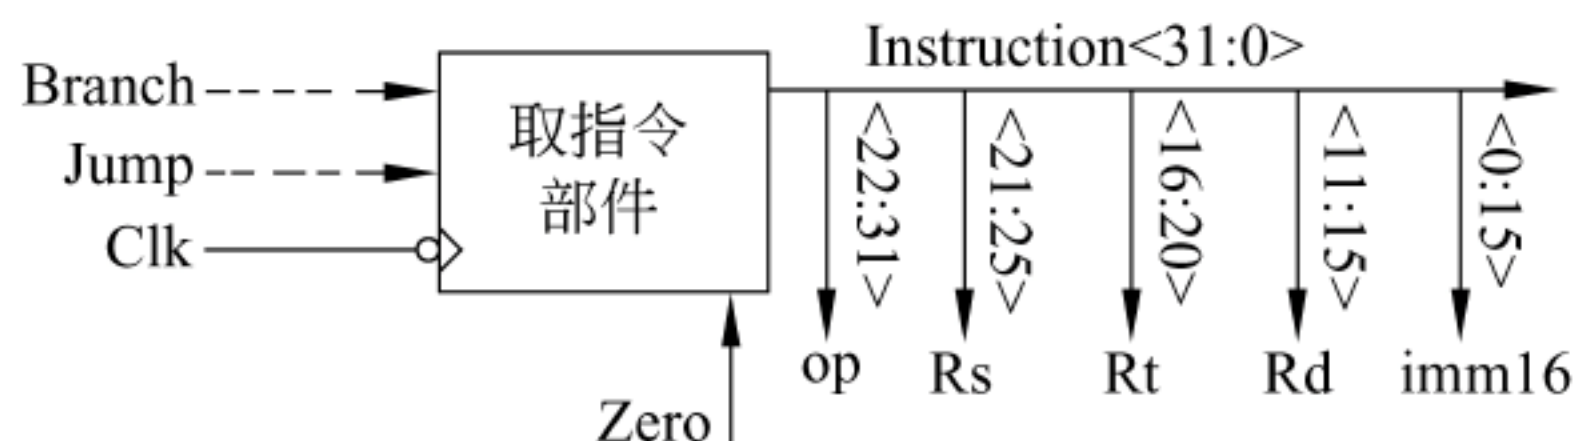 Instruction<31:0>
Branch
Jump
Clk
取指令
部件
<22:31>
<21:25>
<16:20>
<11:15>
<0:15>
op
Rs
Rt
Rd
imm16
Zero